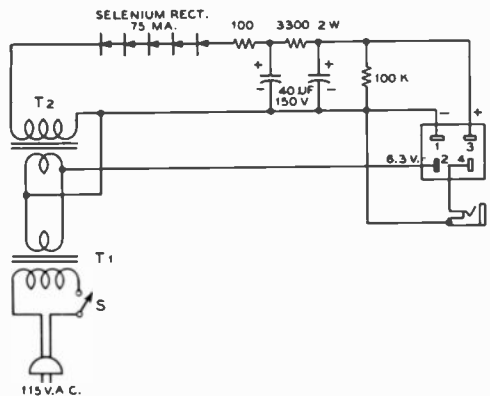 SELENIUM RECT.
75 MA.
100
3300 2 W
+
+
-
-
40 UF
150 V
100 K
T2
-
+
1
3
6.3 V.
2
4
T1
S
115 V. A C.